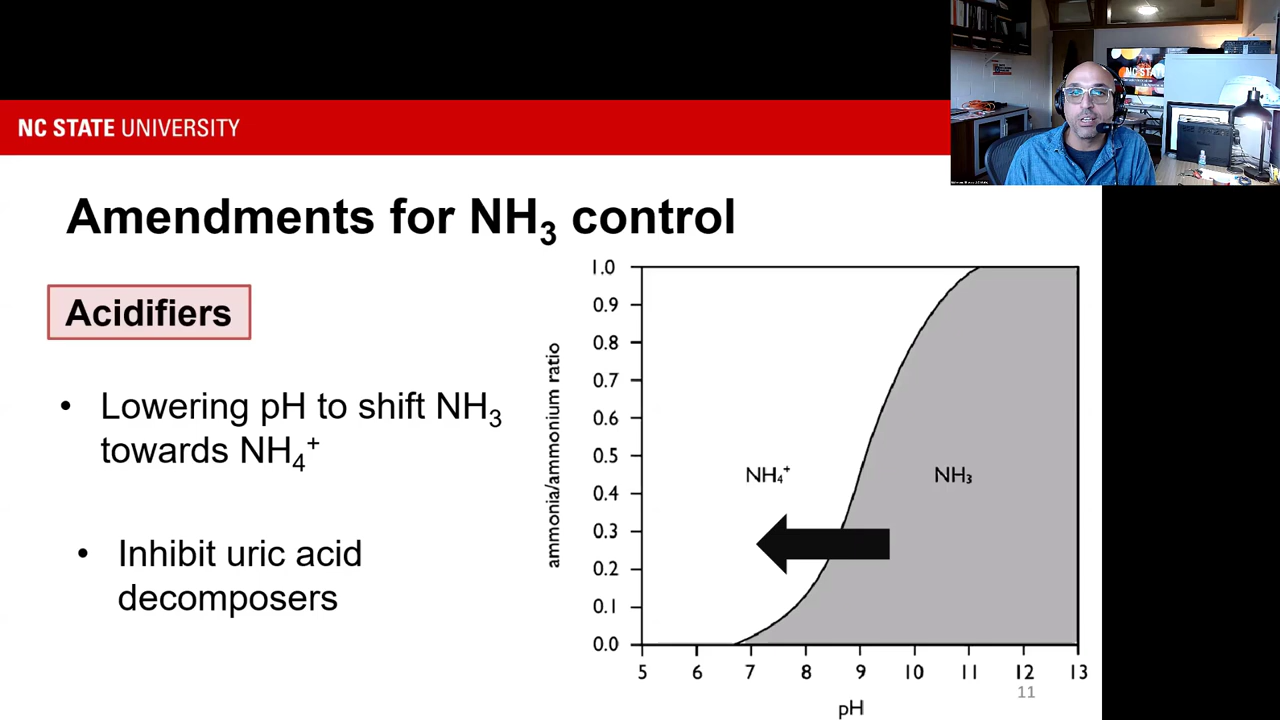 NC STATE UNIVERSITY
NC STATE
Amendments for NH₃ control
Acidifiers
• Lowering pH to shift NH₃
towards NH₄⁺
• Inhibit uric acid
decomposers
ammonia/ammonium ratio
1.0
0.9
0.8
0.7
0.6
0.5
0.4
0.3
0.2
0.1
0.0
NH₄⁺
NH₃
5 6 7 8 9 10 11 12 13
pH
11